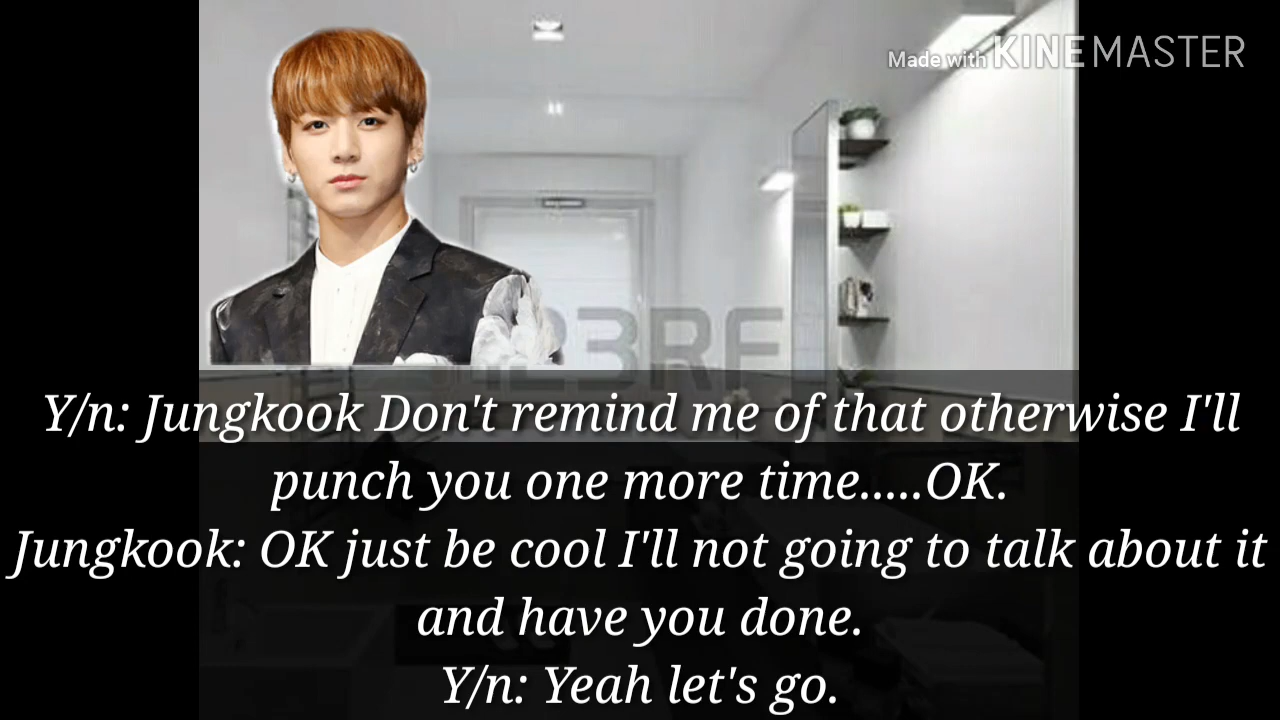 Made with KINEMASTER
123RF
Y/n: Jungkook Don't remind me of that otherwise I'll
punch you one more time.....OK.
Jungkook: OK just be cool I'll not going to talk about it
and have you done.
Y/n: Yeah let's go.